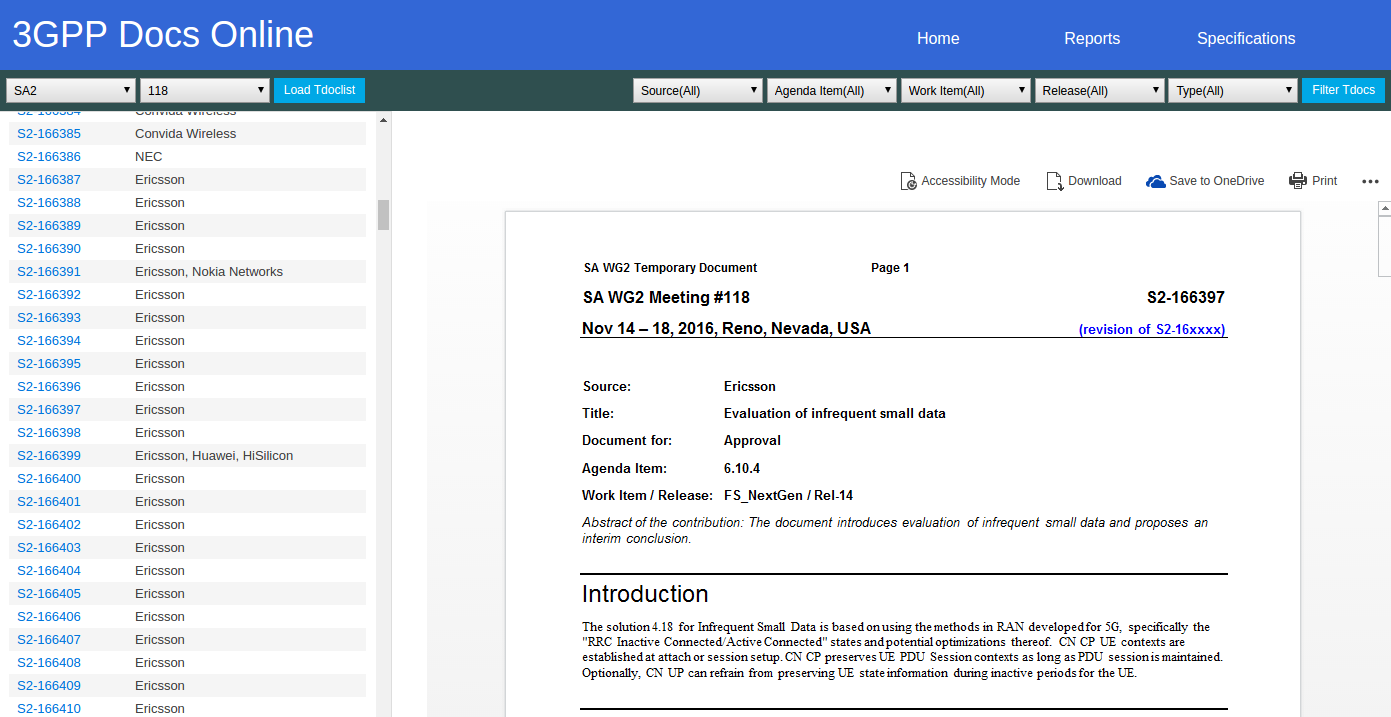 3GPP Docs Online
Home
Reports
Specifications
SA2
118
Load Tdoclist
Source(All)
Agenda Item(All)
Work Item(All)
Release(All)
Type(All)
Filter Tdocs
S2-166384 Convida Wireless
S2-166385 Convida Wireless
S2-166386 NEC
S2-166387 Ericsson
S2-166388 Ericsson
S2-166389 Ericsson
S2-166390 Ericsson
S2-166391 Ericsson, Nokia Networks
S2-166392 Ericsson
S2-166393 Ericsson
S2-166394 Ericsson
S2-166395 Ericsson
S2-166396 Ericsson
S2-166397 Ericsson
S2-166398 Ericsson
S2-166399 Ericsson, Huawei, HiSilicon
S2-166400 Ericsson
S2-166401 Ericsson
S2-166402 Ericsson
S2-166403 Ericsson
S2-166404 Ericsson
S2-166405 Ericsson
S2-166406 Ericsson
S2-166407 Ericsson
S2-166408 Ericsson
S2-166409 Ericsson
S2-166410 Ericsson
Accessibility Mode
Download
Save to OneDrive
Print
SA WG2 Temporary Document Page 1
SA WG2 Meeting #118 S2-166397
Nov 14 – 18, 2016, Reno, Nevada, USA (revision of S2-16xxxx)
Source: Ericsson
Title: Evaluation of infrequent small data
Document for: Approval
Agenda Item: 6.10.4
Work Item / Release: FS_NextGen / Rel-14
Abstract of the contribution: The document introduces evaluation of infrequent small data and proposes an
interim conclusion.
Introduction
The solution 4.18 for Infrequent Small Data is based on using the methods in RAN developed for 5G, specifically the
"RRC Inactive Connected/Active Connected" states and potential optimizations thereof. CN CP UE contexts are
established at attach or session setup. CN CP preserves UE PDU Session contexts as long as PDU session is maintained.
Optionally, CN UP can refrain from preserving UE state information during inactive periods for the UE.